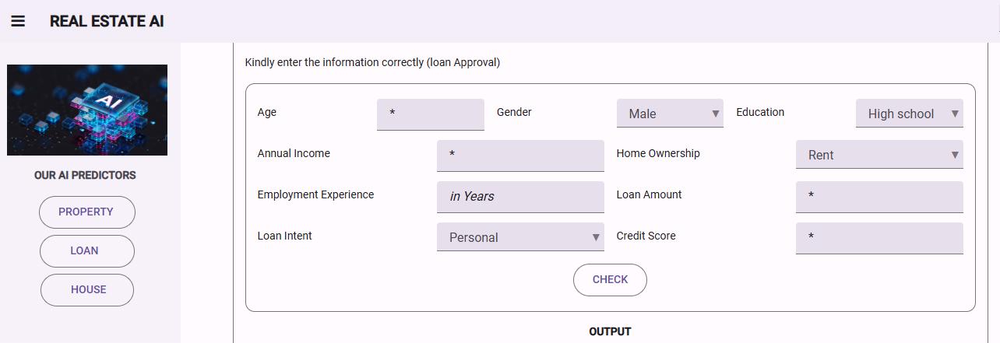 REAL ESTATE AI
AI
OUR AI PREDICTORS
PROPERTY
LOAN
HOUSE
Kindly enter the information correctly (loan Approval)
Age * Gender Male Education High school
Annual Income * Home Ownership Rent
Employment Experience in Years Loan Amount *
Loan Intent Personal Credit Score *
CHECK
OUTPUT